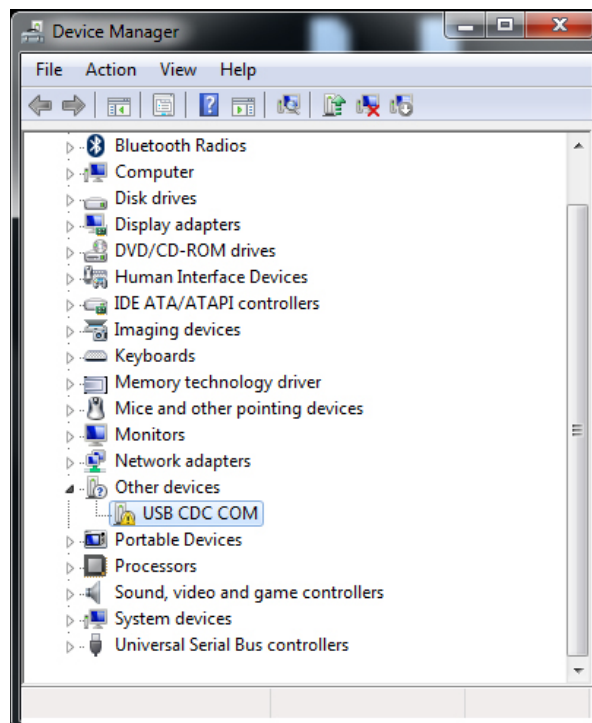 Device Manager
File Action View Help
Bluetooth Radios
Computer
Disk drives
Display adapters
DVD/CD-ROM drives
Human Interface Devices
IDE ATA/ATAPI controllers
Imaging devices
Keyboards
Memory technology driver
Mice and other pointing devices
Monitors
Network adapters
Other devices
USB CDC COM
Portable Devices
Processors
Sound, video and game controllers
System devices
Universal Serial Bus controllers